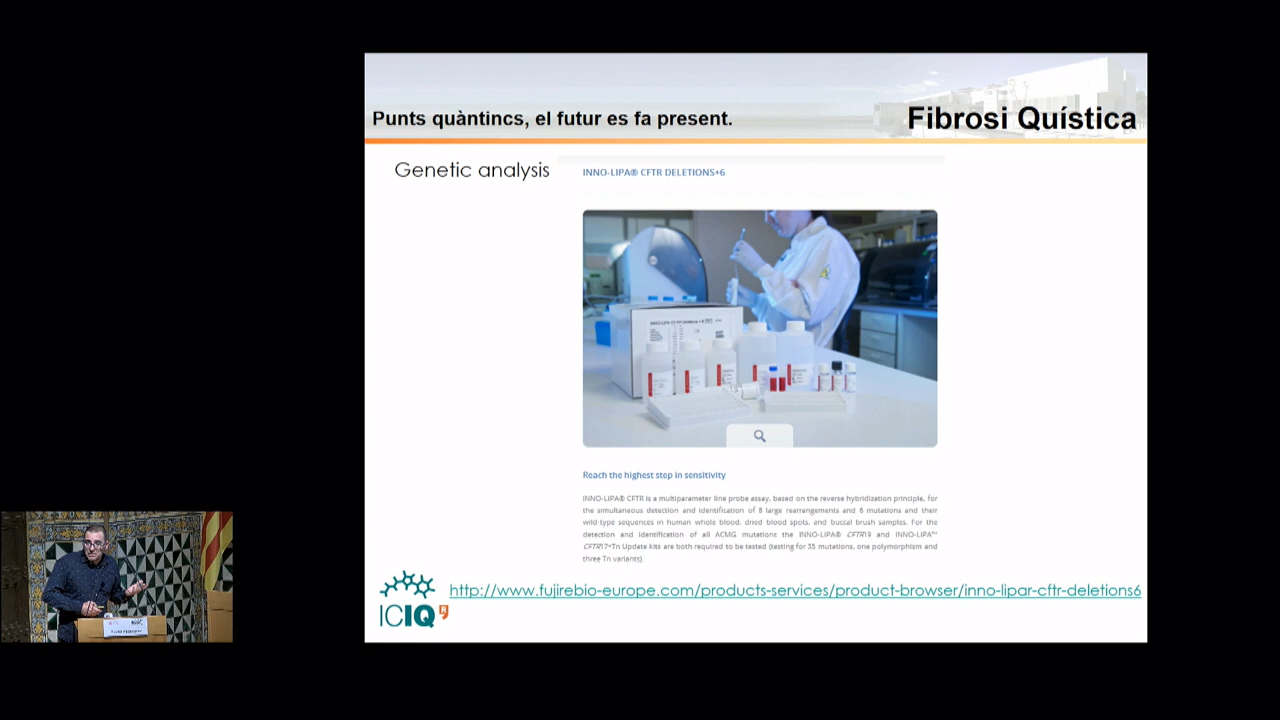 Punts quàntincs, el futur es fa present.
Fibrosi Quística
Genetic analysis
INNO-LIPA® CFTR DELETIONS+6
Reach the highest step in sensitivity
INNO-LIPA® CFTR is a multiparameter line probe assay, based on the reverse hybridization principle, for
the simultaneous detection and identification of 8 large rearrangements and 6 mutations and their
wild type sequences in human whole blood, dried blood spots, and buccal brush samples. For the
detection and identification of all ACMG mutations the INNO-LIPA® CFTR19 and INNO-LiPA™
CFTR17+Tn Update kits are both required to be tested (testing for 35 mutations, one polymorphism and
three Tn variants).
http://www.fujirebio-europe.com/products-services/product-browser/inno-lipar-cftr-deletions6
ICIQ